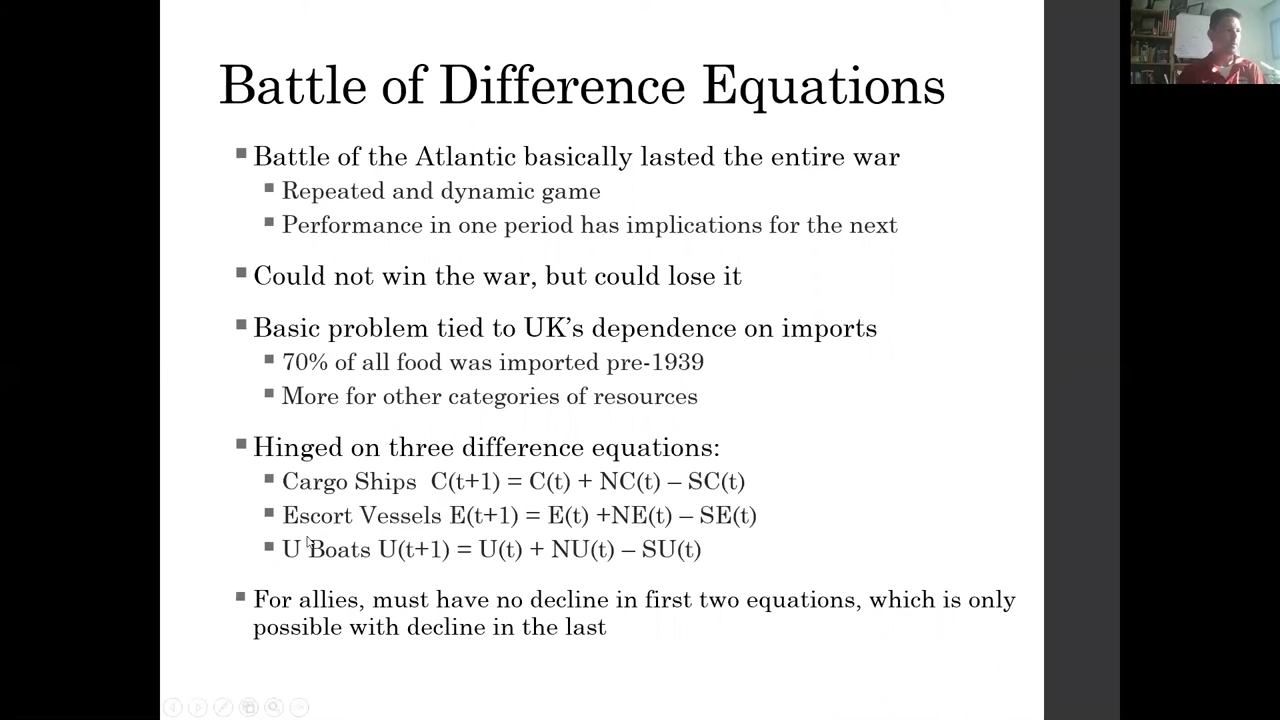 Battle of Difference Equations
▪ Battle of the Atlantic basically lasted the entire war
▪ Repeated and dynamic game
▪ Performance in one period has implications for the next
▪ Could not win the war, but could lose it
▪ Basic problem tied to UK’s dependence on imports
▪ 70% of all food was imported pre-1939
▪ More for other categories of resources
▪ Hinged on three difference equations:
▪ Cargo Ships C(t+1) = C(t) + NC(t) – SC(t)
▪ Escort Vessels E(t+1) = E(t) +NE(t) – SE(t)
▪ U Boats U(t+1) = U(t) + NU(t) – SU(t)
▪ For allies, must have no decline in first two equations, which is only
possible with decline in the last